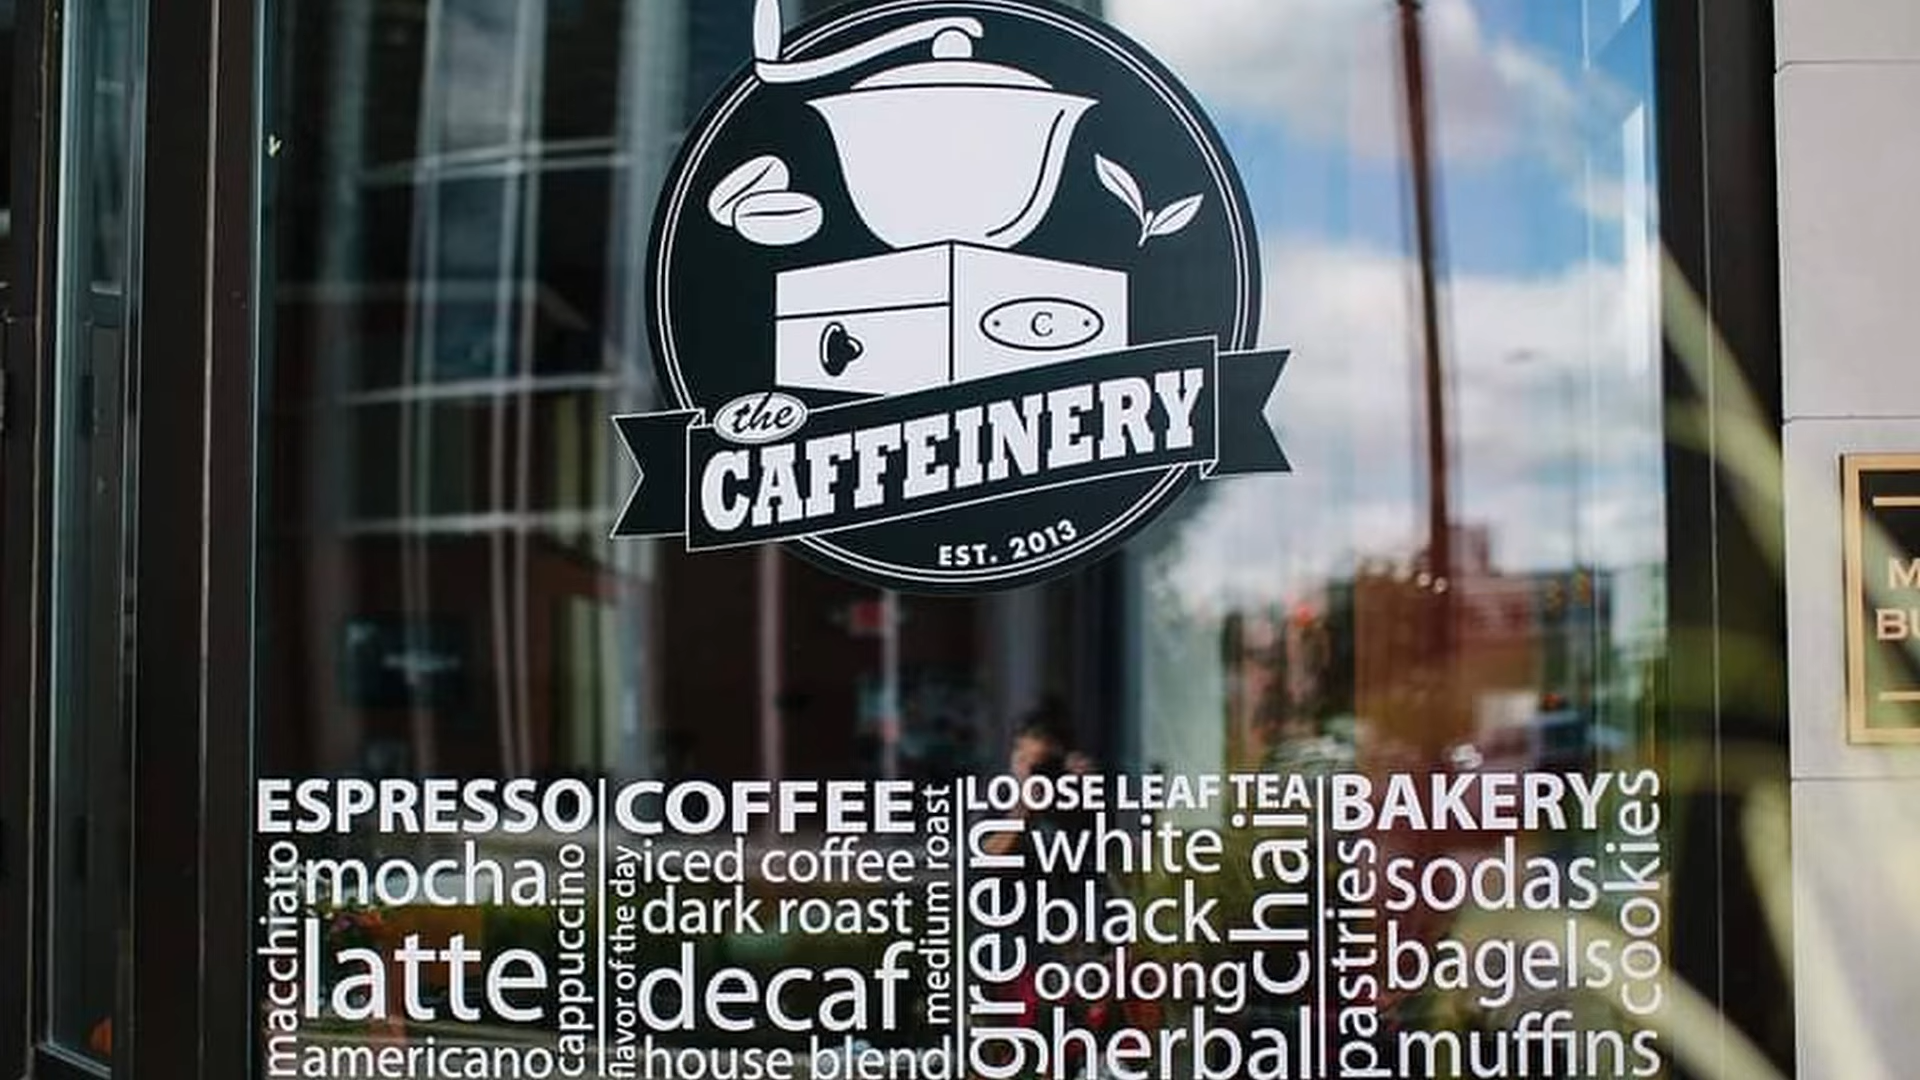 C
the
CAFFEINERY
EST. 2013
ESPRESSO
macchiato
mocha
latte
americano
cappuccino
COFFEE
flavor of the day
iced coffee
dark roast
decaf
house blend
medium roast
LOOSE LEAF TEA
green
white
black
oolong
herbal
chai
BAKERY
pastries
sodas
bagels
muffins
cookies